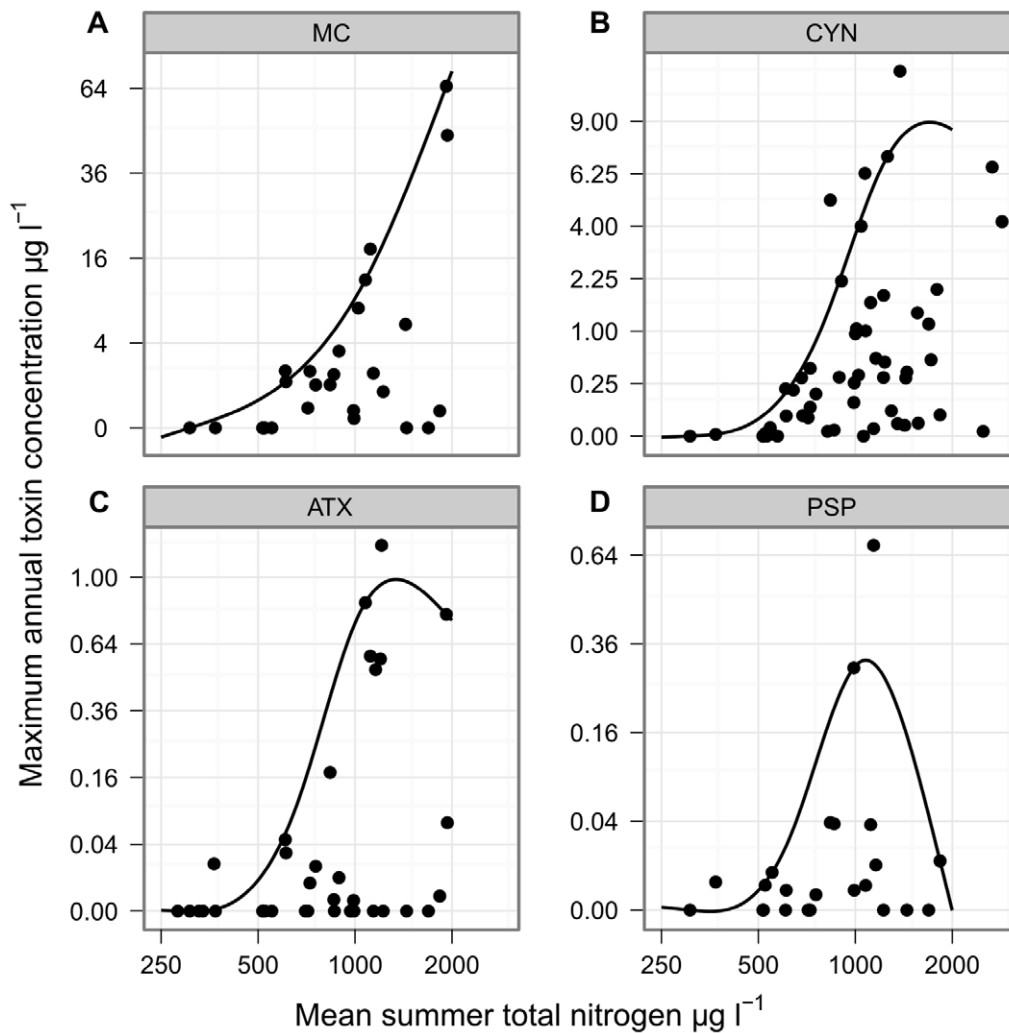 A
MC
B
CYN
64
36
16
4
0
9.00
6.25
4.00
2.25
1.00
0.25
0.00
C
ATX
D
PSP
1.00
0.64
0.36
0.16
0.04
0.00
0.64
0.36
0.16
0.04
0.00
250 500 1000 2000
250 500 1000 2000
Maximum annual toxin concentration µg l⁻¹
Mean summer total nitrogen µg l⁻¹